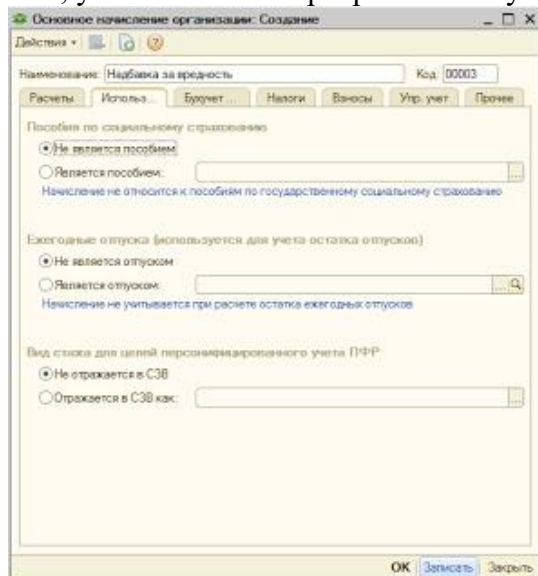 Основное начисление организации: Создание
Действия
Наименование: Надбавка за вредность Код: 00003
Расчеты Использ... Бухучет ... Налоги Взносы Упр. учет Прочее
Пособия по социальному страхованию
Не является пособием
Является пособием:
Начисление не относится к пособиям по государственному социальному страхованию
Ежегодные отпуска (используется для учета остатка отпусков)
Не является отпуском
Является отпуском:
Начисление не учитывается при расчете остатка ежегодных отпусков
Вид стажа для целей персонифицированного учета ПФР
Не отражается в СЗВ
Отражается в СЗВ как:
OK Записать Закрыть